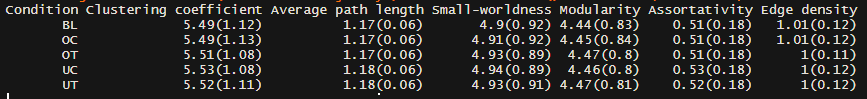 Condition Clustering coefficient Average path length Small-worldness Modularity Assortativity Edge density
BL 5.49(1.12) 1.17(0.06) 4.9(0.92) 4.44(0.83) 0.51(0.18) 1.01(0.12)
OC 5.49(1.13) 1.17(0.06) 4.91(0.92) 4.45(0.84) 0.51(0.18) 1.01(0.12)
OT 5.51(1.08) 1.17(0.06) 4.93(0.89) 4.47(0.8) 0.51(0.18) 1(0.11)
UC 5.53(1.08) 1.18(0.06) 4.94(0.89) 4.46(0.8) 0.53(0.18) 1(0.12)
UT 5.52(1.11) 1.18(0.06) 4.93(0.91) 4.47(0.81) 0.52(0.18) 1(0.12)